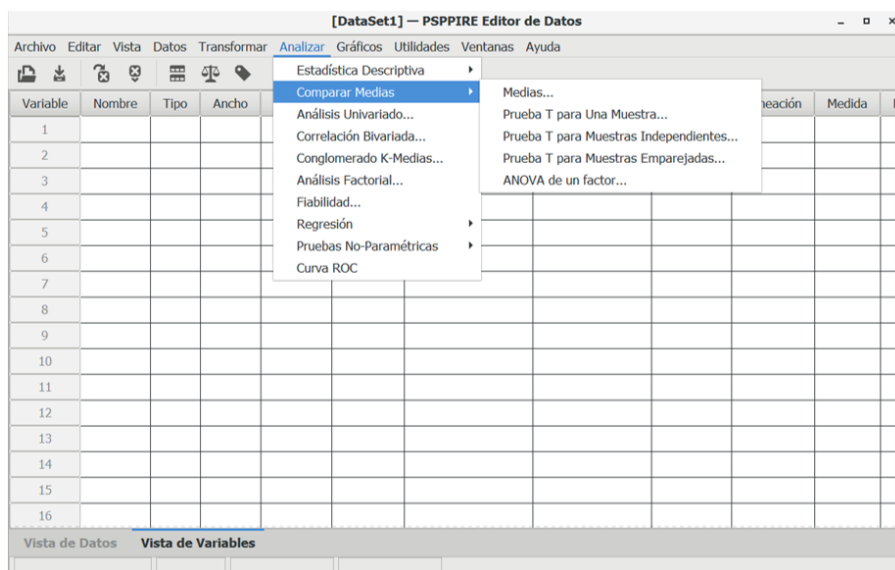 [DataSet1] — PSPPIRE Editor de Datos
Archivo Editar Vista Datos Transformar Analizar Gráficos Utilidades Ventanas Ayuda
Estadística Descriptiva
Comparar Medias
Análisis Univariado...
Correlación Bivariada...
Conglomerado K-Medias...
Análisis Factorial...
Fiabilidad...
Regresión
Pruebas No-Paramétricas
Curva ROC
Medias...
Prueba T para Una Muestra...
Prueba T para Muestras Independientes...
Prueba T para Muestras Emparejadas...
ANOVA de un factor...
Variable Nombre Tipo Ancho neación Medida
1
2
3
4
5
6
7
8
9
10
11
12
13
14
15
16
Vista de Datos Vista de Variables